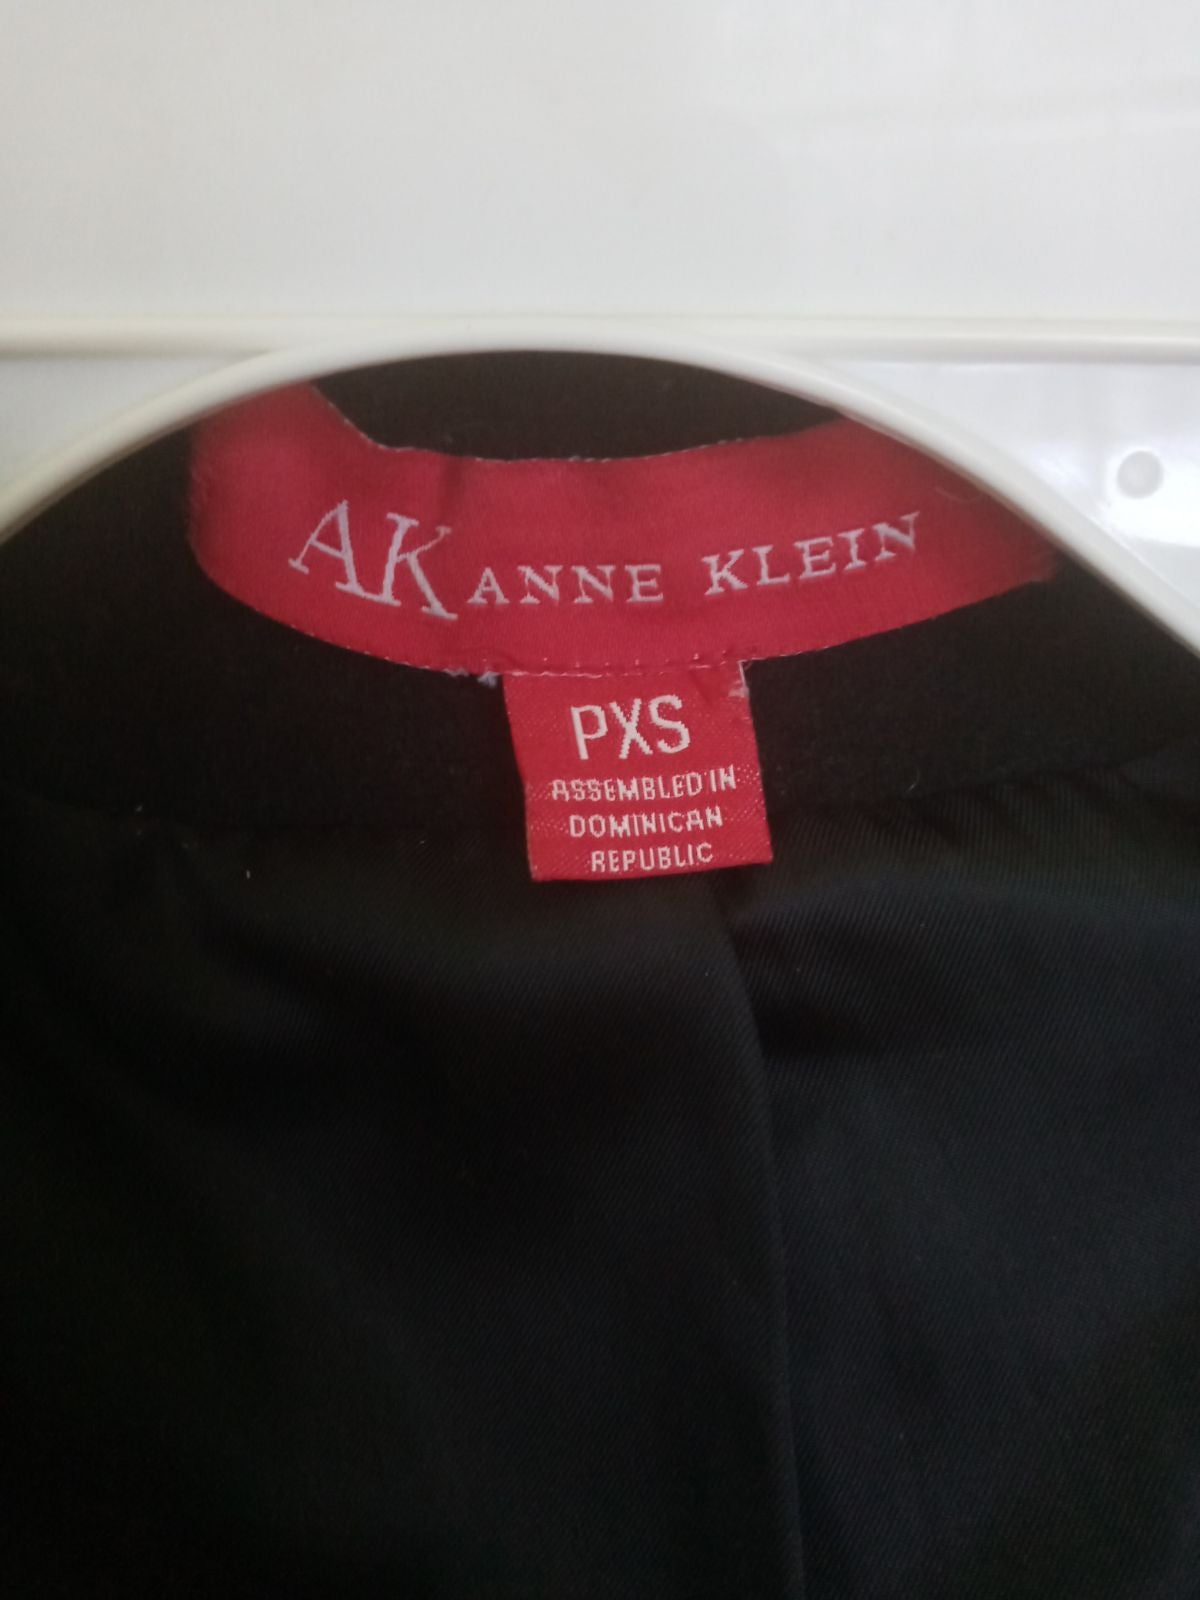 AK ANNE KLEIN
PXS
ASSEMBLED IN
DOMINICAN
REPUBLIC